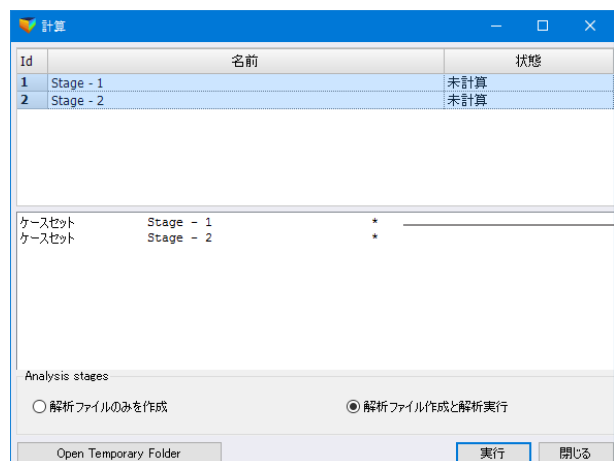 計算
Id 名前 状態
1 Stage - 1 未計算
2 Stage - 2 未計算
ケースセット Stage - 1 *
ケースセット Stage - 2 *
Analysis stages
解析ファイルのみを作成 解析ファイル作成と解析実行
Open Temporary Folder 実行 閉じる